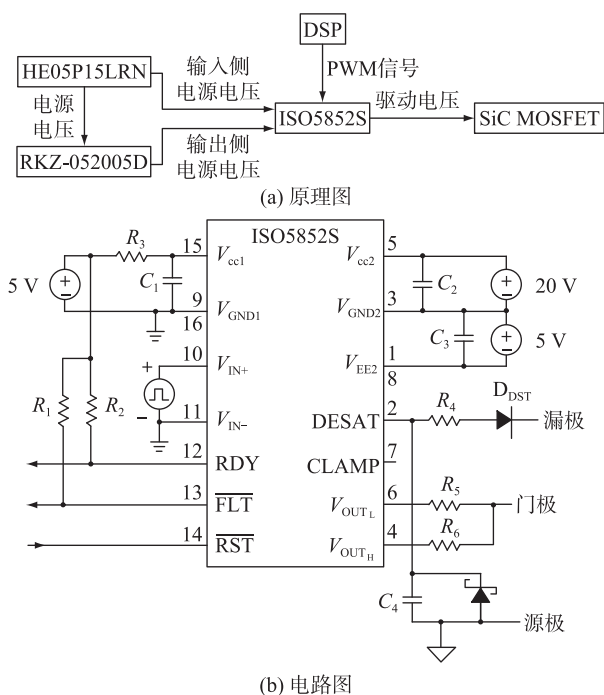 DSP
HE05P15LRN
输入侧
电源电压
PWM信号
电源
电压
ISO5852S
驱动电压
SiC MOSFET
RKZ-052005D
输出侧
电源电压
(a) 原理图
ISO5852S
R3
15
Vcc1
Vcc2
5
5 V
C1
C2
20 V
9
VGND1
VGND2
3
16
C3
5 V
10
VIN+
VEE2
1
8
+
-
R1
R2
11
VIN-
DESAT
2
R4
DDST
漏极
12
RDY
CLAMP
7
13
FLT
VOUTL
6
R5
门极
14
RST
VOUTH
4
R6
C4
源极
(b) 电路图